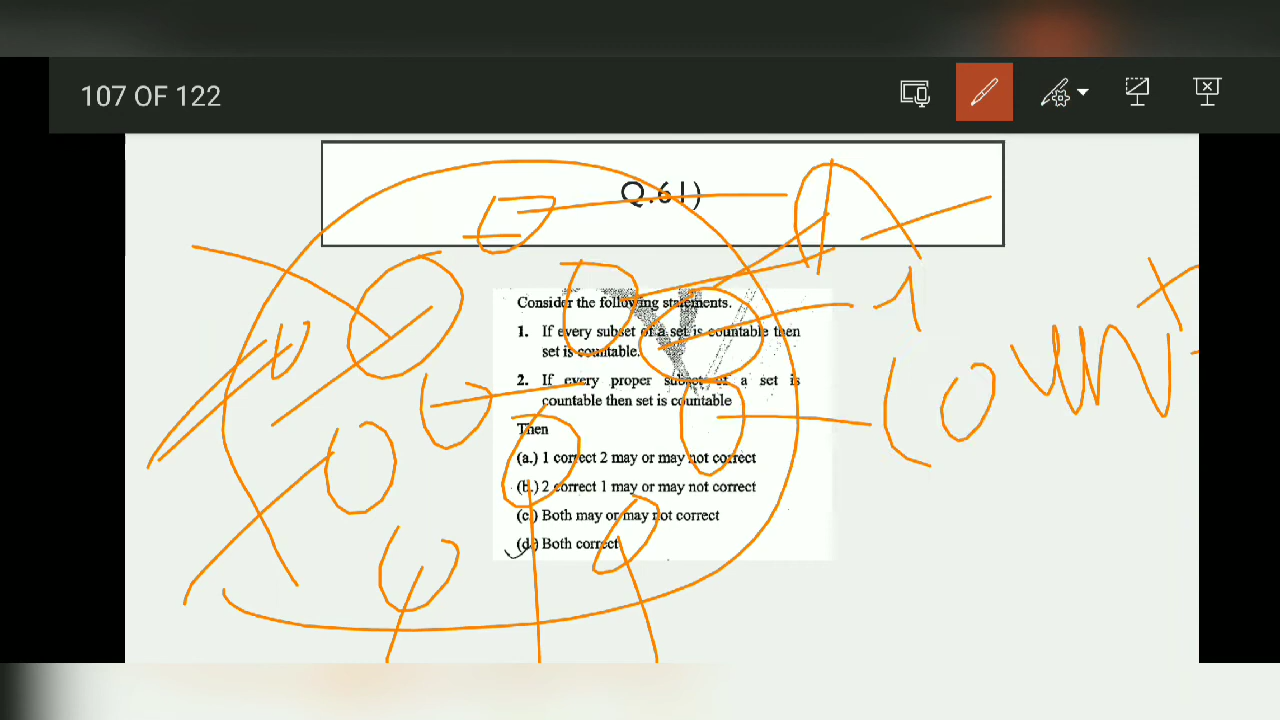 107 OF 122
Q.61)
Consider the following statements.
1. If every subset of a set is countable then
set is countable.
2. If every proper subset of a set is
countable then set is countable
Then
(a.) 1 correct 2 may or may not correct
(b.) 2 correct 1 may or may not correct
(c.) Both may or may not correct
(d.) Both correct